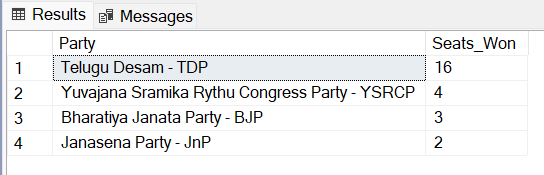 Results Messages
Party Seats_Won
1 Telugu Desam - TDP 16
2 Yuvajana Sramika Rythu Congress Party - YSRCP 4
3 Bharatiya Janata Party - BJP 3
4 Janasena Party - JnP 2